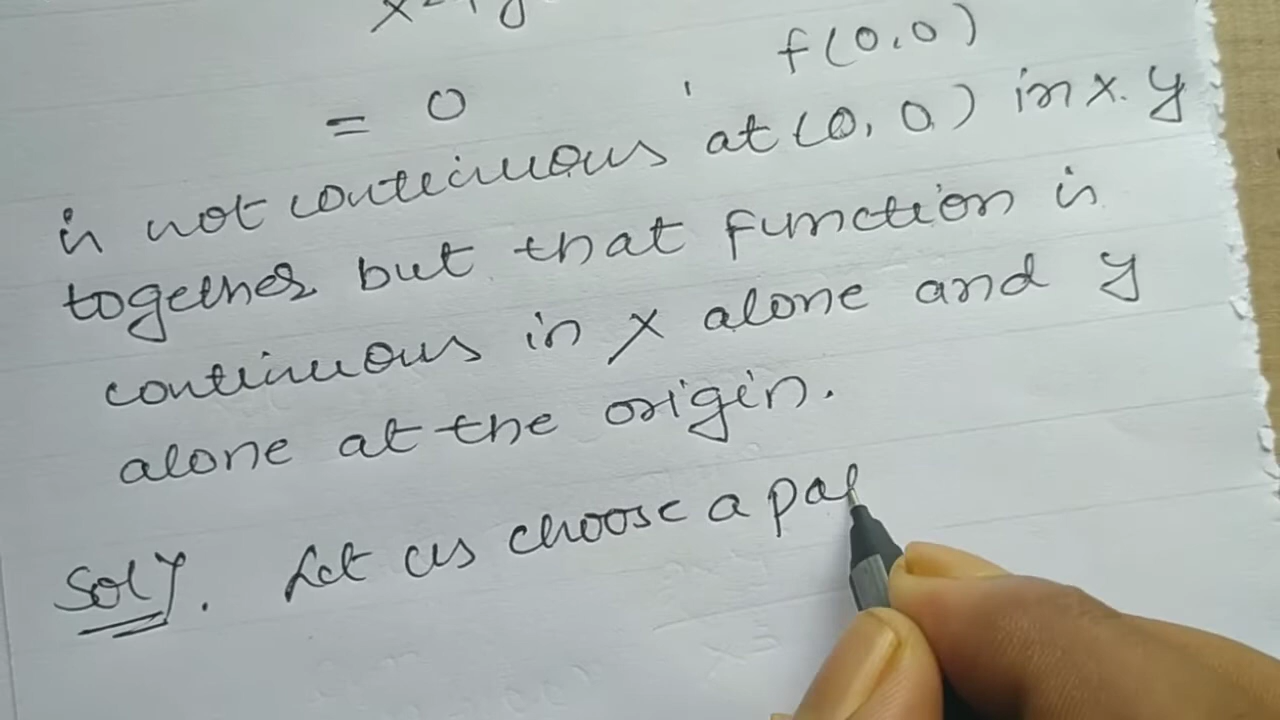 f(0,0)
= 0 ,
is not continuous at (0, 0) in x. y
together but that function is
continuous in x alone and y
alone at the origin.
Sol). Let us choose a pa